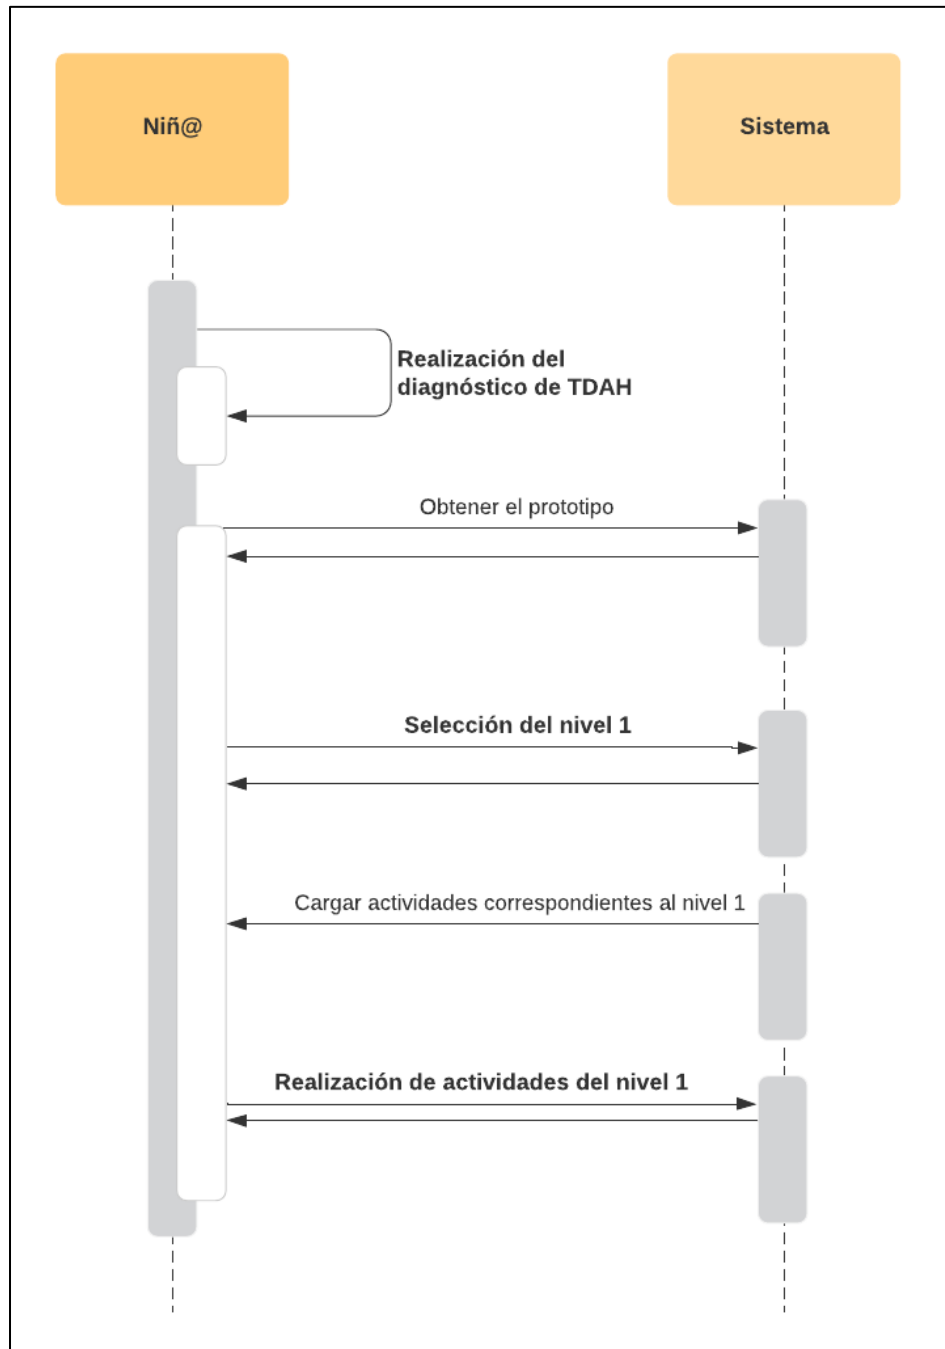 Niñ@
Sistema
Realización del
diagnóstico de TDAH
Obtener el prototipo
Selección del nivel 1
Cargar actividades correspondientes al nivel 1
Realización de actividades del nivel 1